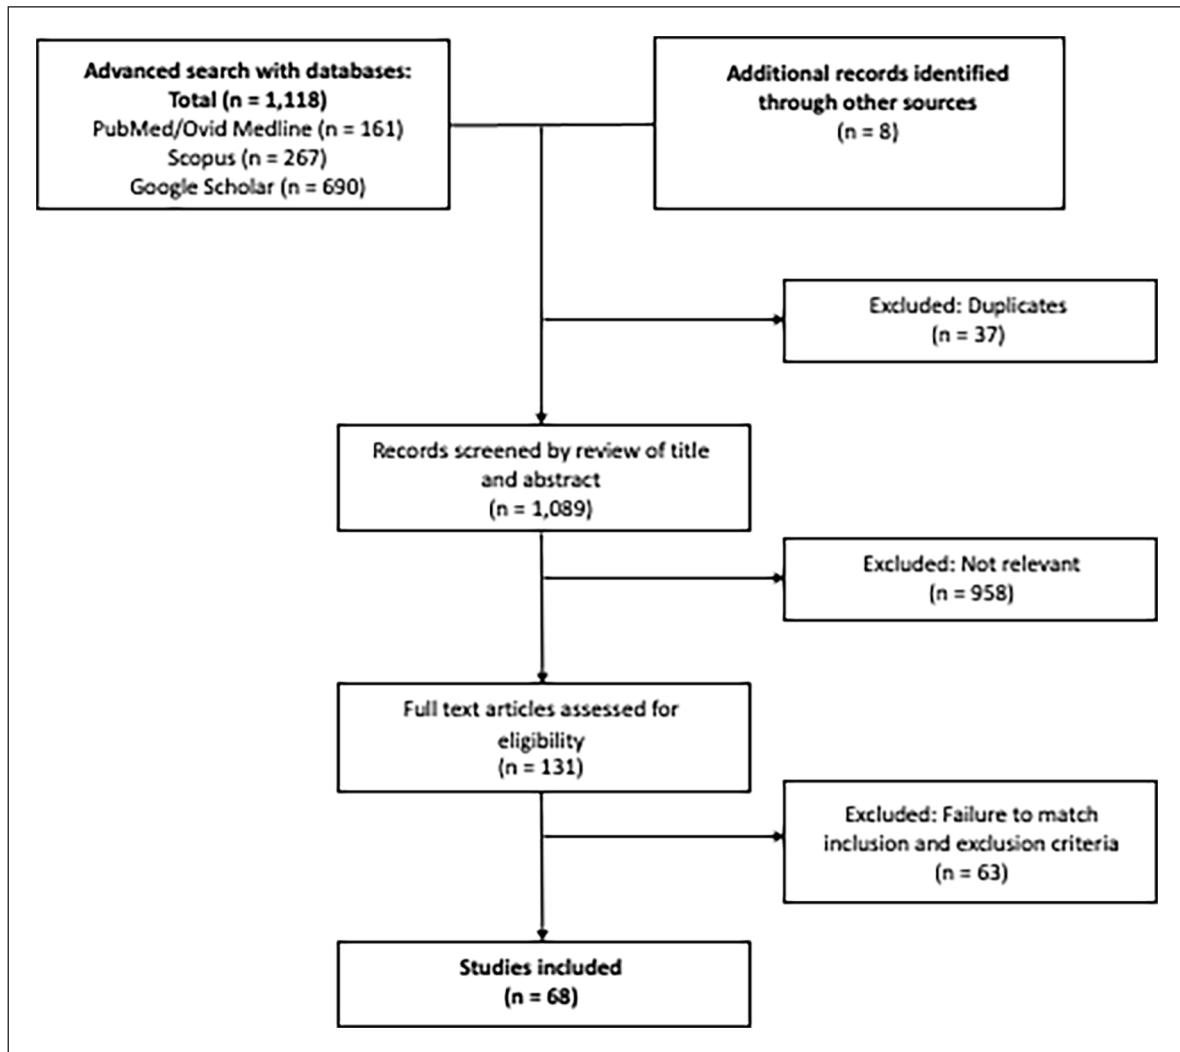 Advanced search with databases:
Total (n = 1,118)
PubMed/Ovid Medline (n = 161)
Scopus (n = 267)
Google Scholar (n = 690)
Additional records identified
through other sources
(n = 8)
Excluded: Duplicates
(n = 37)
Records screened by review of title
and abstract
(n = 1,089)
Excluded: Not relevant
(n = 958)
Full text articles assessed for
eligibility
(n = 131)
Excluded: Failure to match
inclusion and exclusion criteria
(n = 63)
Studies included
(n = 68)